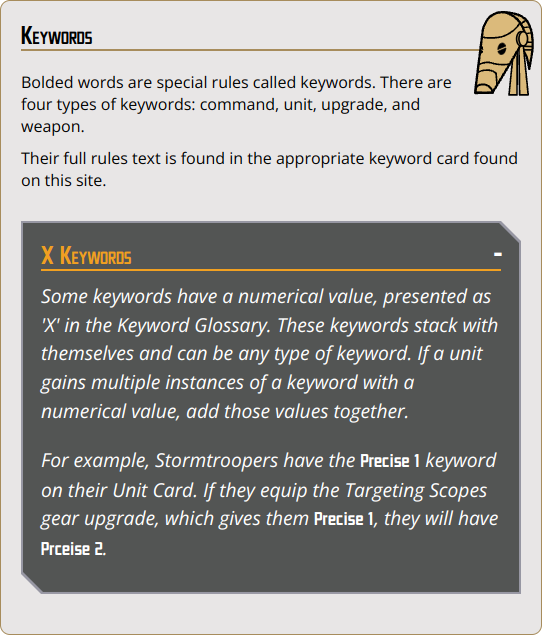 Keywords
Bolded words are special rules called keywords. There are
four types of keywords: command, unit, upgrade, and
weapon.
Their full rules text is found in the appropriate keyword card found
on this site.
X Keywords -
Some keywords have a numerical value, presented as
'X' in the Keyword Glossary. These keywords stack with
themselves and can be any type of keyword. If a unit
gains multiple instances of a keyword with a
numerical value, add those values together.
For example, Stormtroopers have the Precise 1 keyword
on their Unit Card. If they equip the Targeting Scopes
gear upgrade, which gives them Precise 1, they will have
Prceise 2.